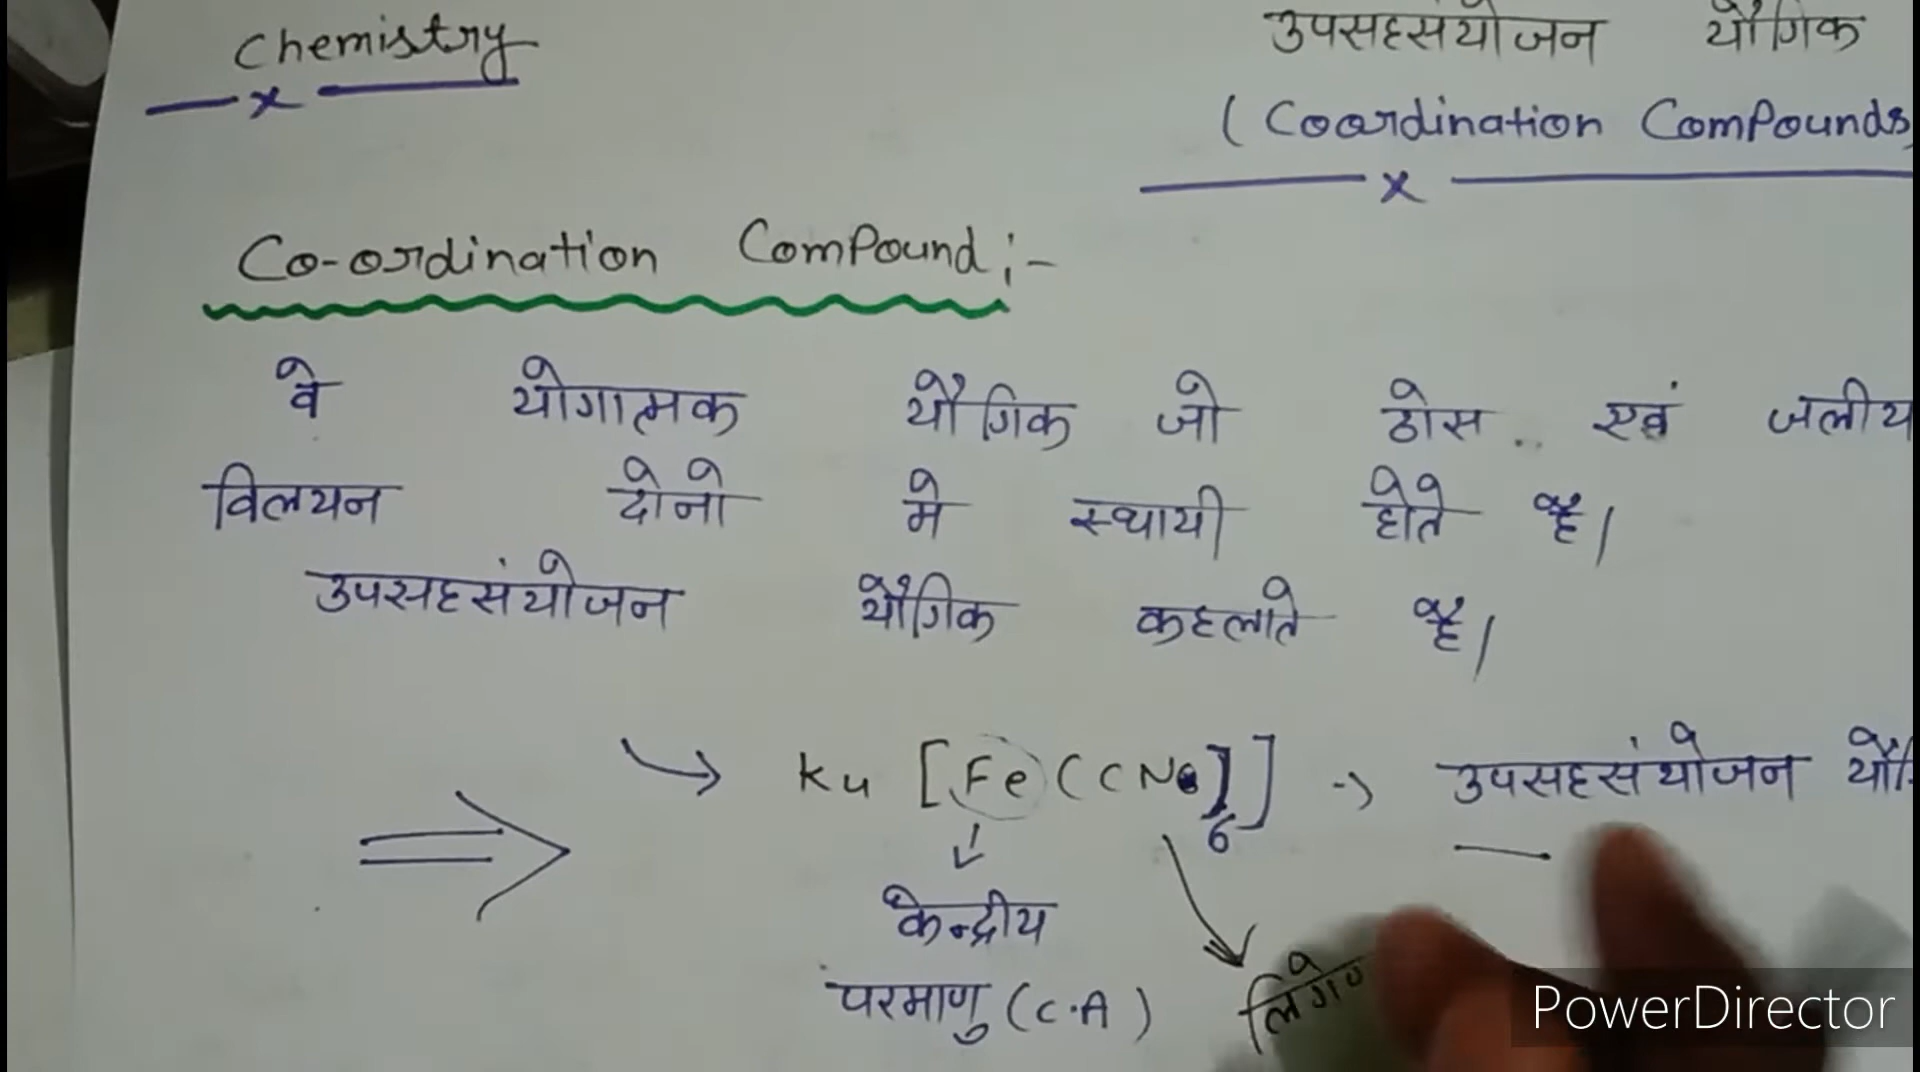 Chemistry
उपसहसंयोजन यौगिक
(Coordination Compounds
Co-ordination Compound:-
वे योगात्मक यौगिक जो ठोस एवं जलीय
विलयन दोनो मे स्थायी होते है।
उपसहसंयोजन यौगिक कहलाते है।
K4 [Fe(CN)6] → उपसहसंयोजन
केन्द्रीय
परमाणु (C.A)
PowerDirector